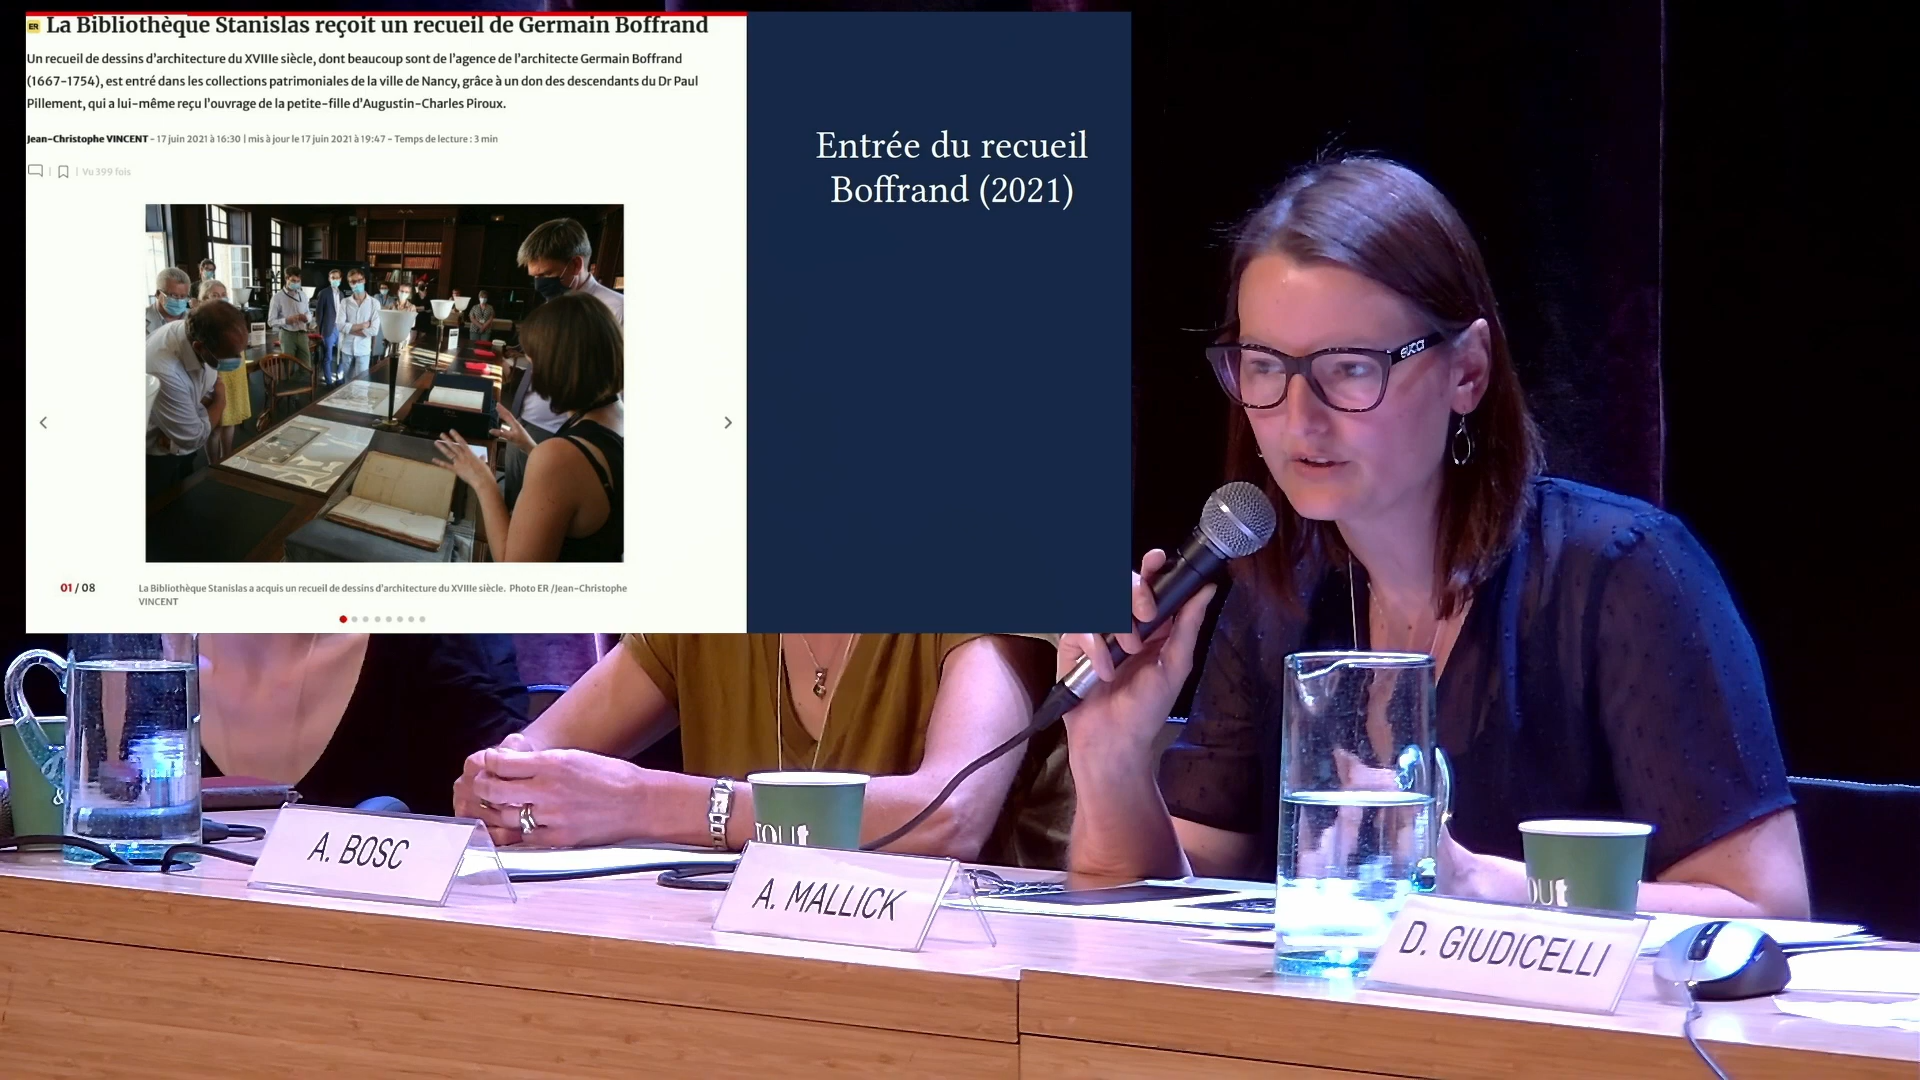 ER La Bibliothèque Stanislas reçoit un recueil de Germain Boffrand
Un recueil de dessins d'architecture du XVIIIe siècle, dont beaucoup sont de l'agence de l'architecte Germain Boffrand
(1667-1754), est entré dans les collections patrimoniales de la ville de Nancy, grâce à un don des descendants du Dr Paul
Pillement, qui a lui-même reçu l'ouvrage de la petite-fille d'Augustin-Charles Piroux.
Jean-Christophe VINCENT - 17 juin 2021 à 16:30 | mis à jour le 17 juin 2021 à 19:47 - Temps de lecture : 3 min
| | Vu 399 fois
01 / 08
La Bibliothèque Stanislas a acquis un recueil de dessins d'architecture du XVIIIe siècle. Photo ER /Jean-Christophe
VINCENT
Entrée du recueil
Boffrand (2021)
GUCCI
&
TOUt
OUt
A. BOSC
A. MALLICK
D. GIUDICELLI